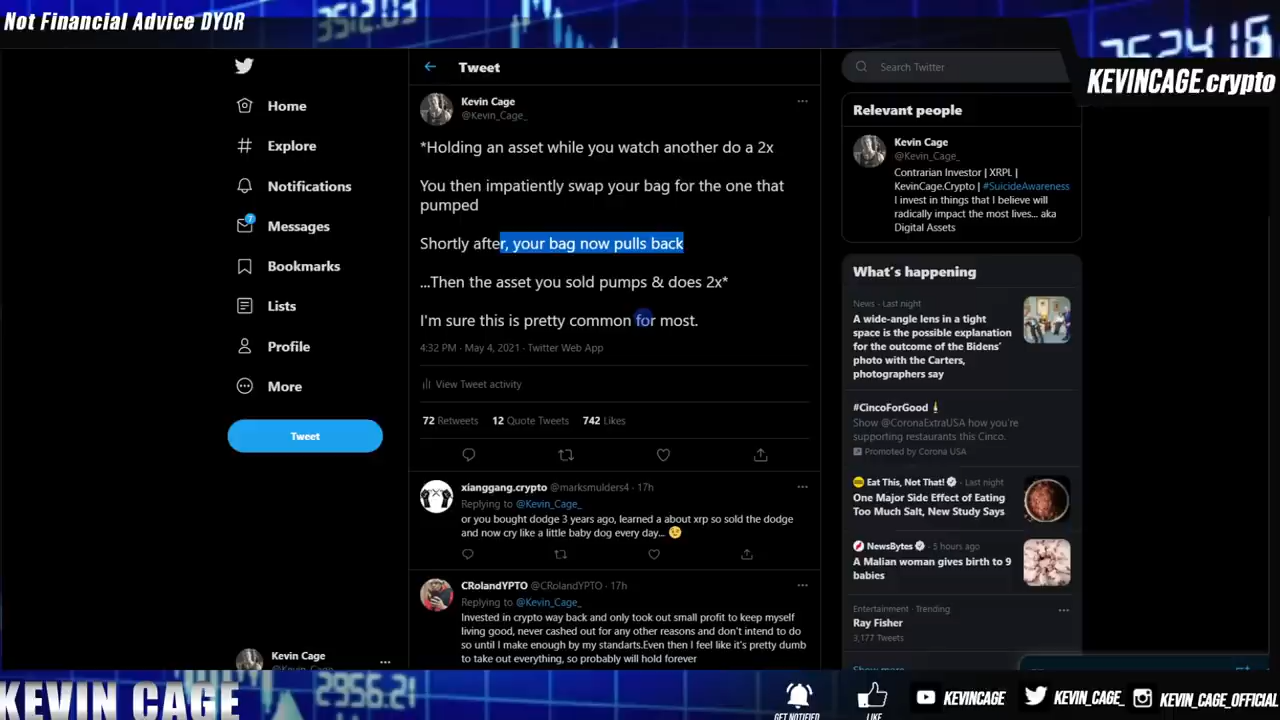 Not Financial Advice DYOR
KEVINCAGE.crypto
Home
Explore
Notifications
7
Messages
Bookmarks
Lists
Profile
More
Tweet
Kevin Cage
Tweet
Kevin Cage
@Kevin_Cage_
*Holding an asset while you watch another do a 2x
You then impatiently swap your bag for the one that
pumped
Shortly after, your bag now pulls back
...Then the asset you sold pumps & does 2x*
I'm sure this is pretty common for most.
4:32 PM · May 4, 2021 · Twitter Web App
View Tweet activity
72 Retweets 12 Quote Tweets 742 Likes
xianggang.crypto @marksmulders4 · 17h
Replying to @Kevin_Cage_
or you bought dodge 3 years ago, learned a about xrp so sold the dodge
and now cry like a little baby dog every day...
CRolandYPTO @CRolandYPTO · 17h
Replying to @Kevin_Cage_
Invested in crypto way back and only took out small profit to keep myself
living good, never cashed out for any other reasons and don't intend to do
so until I make enough by my standarts.Even then I feel like it's pretty dumb
to take out everything, so probably will hold forever
Search Twitter
Relevant people
Kevin Cage
@Kevin_Cage_
Contrarian Investor | XRPL |
KevinCage.Crypto | #SuicideAwareness
I invest in things that I believe will
radically impact the most lives... aka
Digital Assets
What's happening
News · Last night
A wide-angle lens in a tight
space is the possible explanation
for the outcome of the Bidens'
photo with the Carters,
photographers say
#CincoForGood
Show @CoronaExtraUSA how you're
supporting restaurants this Cinco.
Promoted by Corona USA
Eat This, Not That! · Last night
One Major Side Effect of Eating
Too Much Salt, New Study Says
NewsBytes · 5 hours ago
A Malian woman gives birth to 9
babies
Entertainment · Trending
Ray Fisher
3,177 Tweets
Show more
KEVIN CAGE
2356.21
GET NOTIFIED
LIKE
KEVINCAGE
KEVIN_CAGE_
KEVIN_CAGE_OFFICIAL